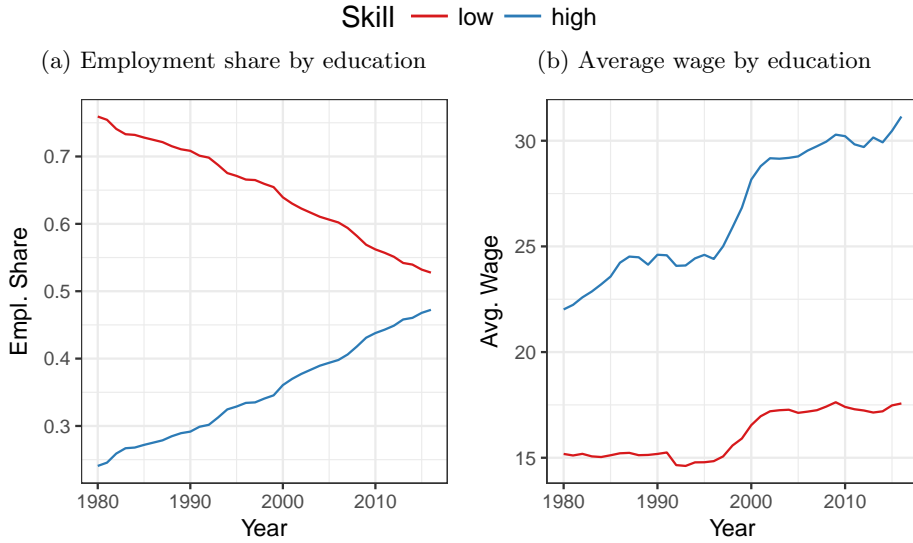 Skill low high
(a) Employment share by education
(b) Average wage by education
Empl. Share
0.7
0.6
0.5
0.4
0.3
1980 1990 2000 2010
Year
Avg. Wage
30
25
20
15
1980 1990 2000 2010
Year